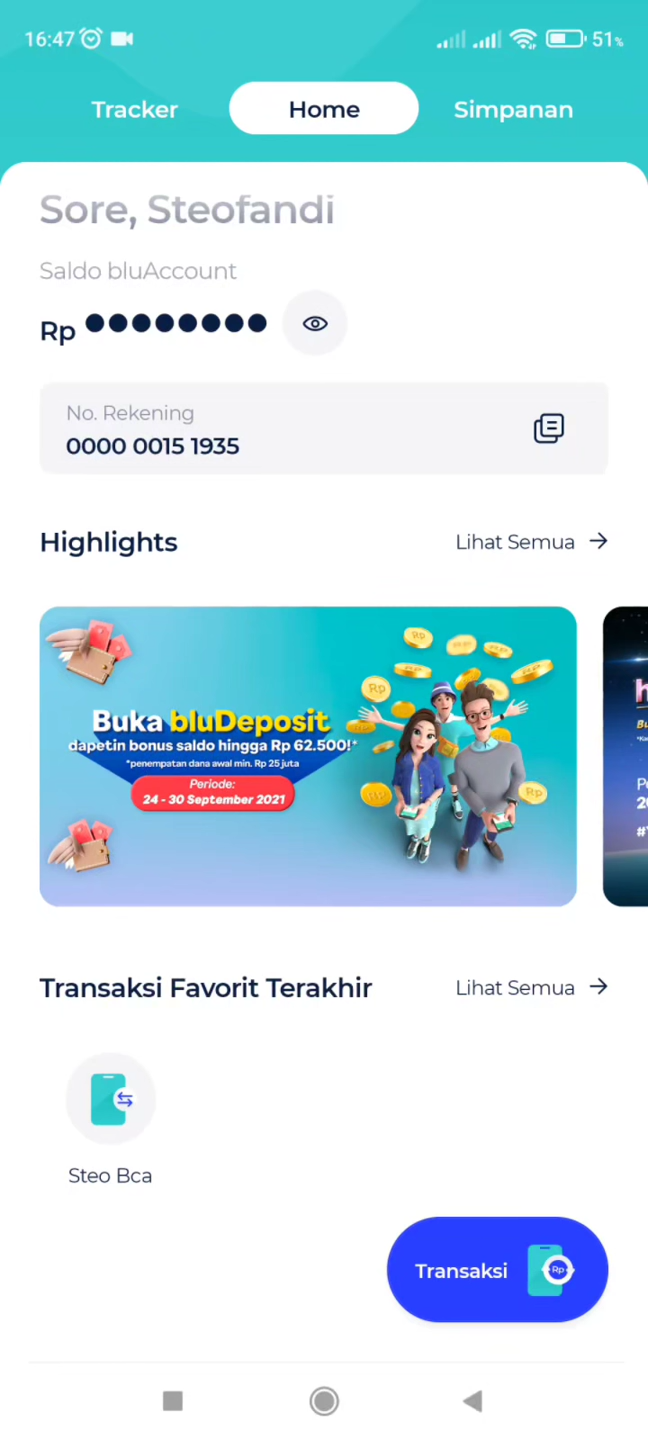 16:47
51%
Tracker
Home
Simpanan
Sore, Steofandi
Saldo bluAccount
Rp ●●●●●●●●
No. Rekening
0000 0015 1935
Highlights
Lihat Semua
Buka bluDeposit
dapetin bonus saldo hingga Rp 62.500!*
*penempatan dana awal min. Rp 25 juta
Periode:
24 - 30 September 2021
Transaksi Favorit Terakhir
Lihat Semua
Steo Bca
Transaksi
Rp